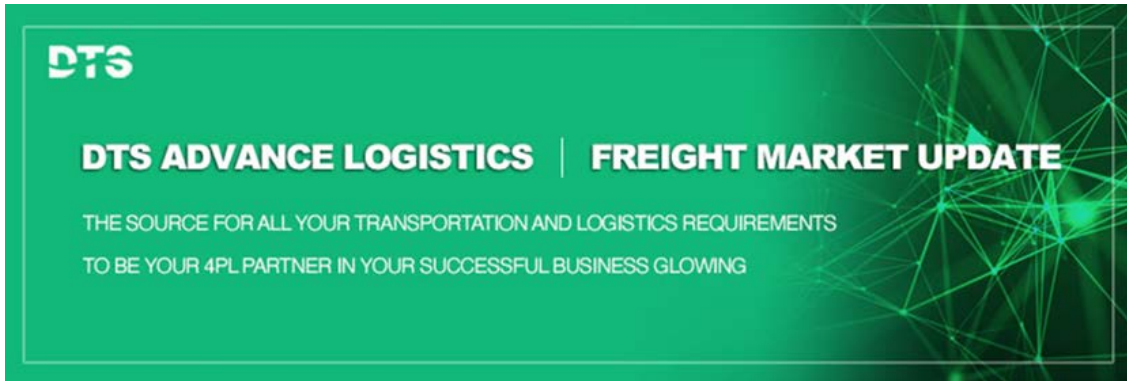 DTS
DTS ADVANCE LOGISTICS | FREIGHT MARKET UPDATE
THE SOURCE FOR ALL YOUR TRANSPORTATION AND LOGISTICS REQUIREMENTS
TO BE YOUR 4PL PARTNER IN YOUR SUCCESSFUL BUSINESS GLOWING